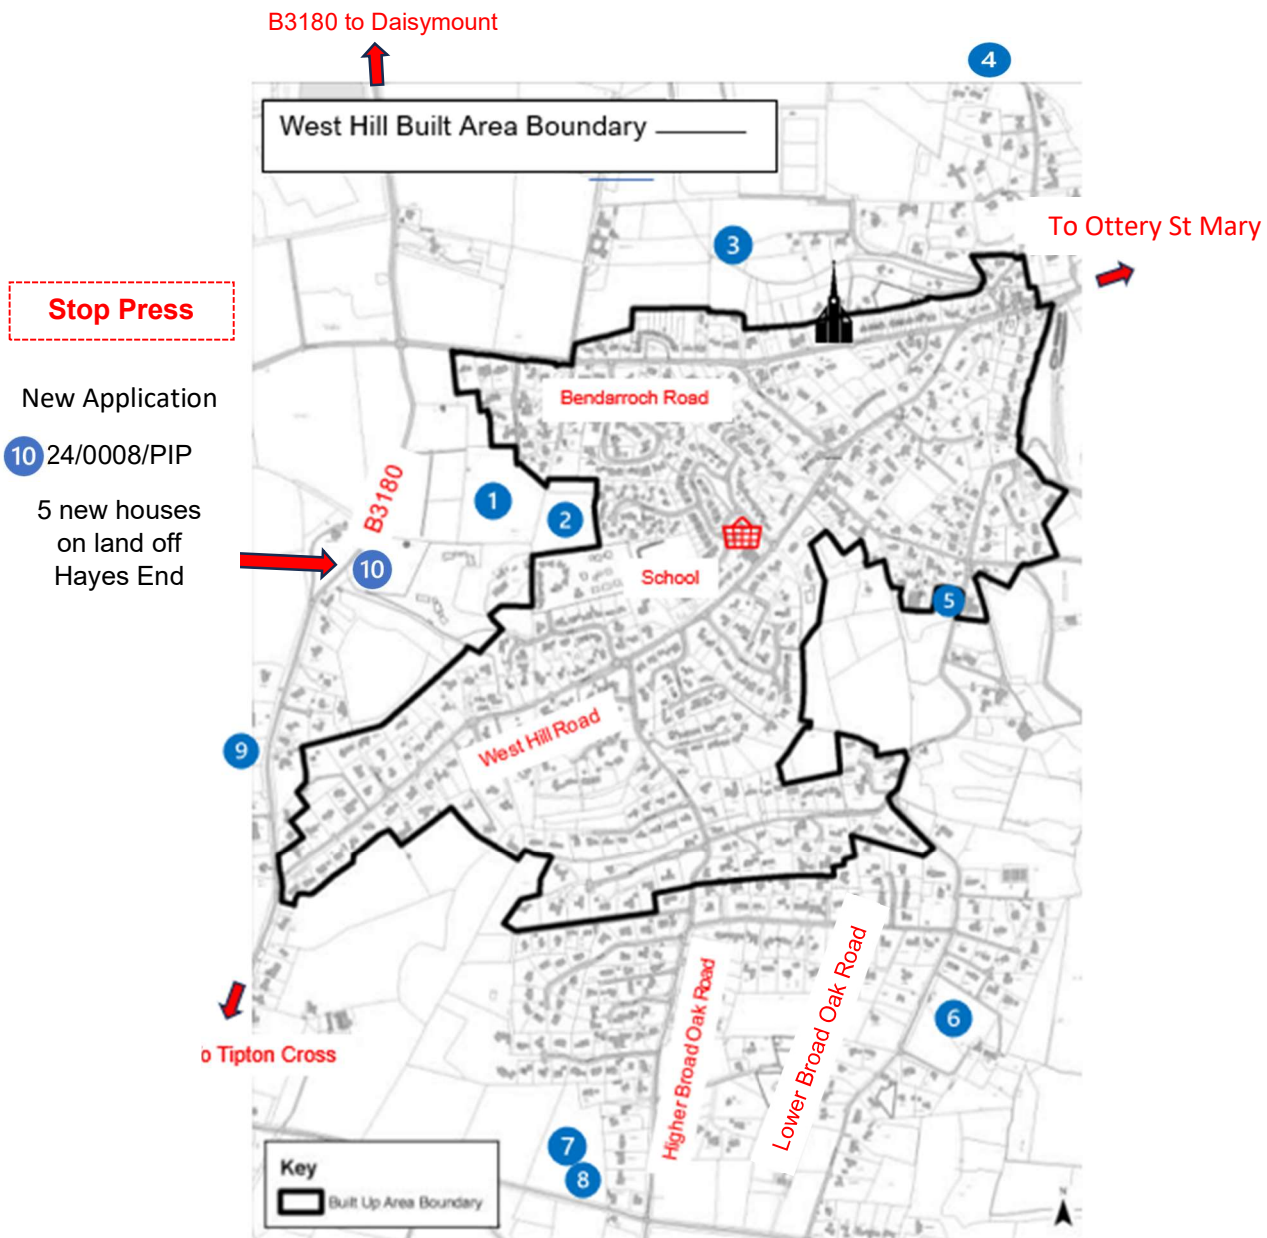 B3180 to Daisymount
4
West Hill Built Area Boundary
3
To Ottery St Mary
Stop Press
New Application
10 24/0008/PIP
5 new houses
on land off
Hayes End
Bendarroch Road
B3180
1
2
10
School
5
9
West Hill Road
6
o Tipton Cross
Higher Broad Oak Road
Lower Broad Oak Road
7
8
Key
Built Up Area Boundary
N